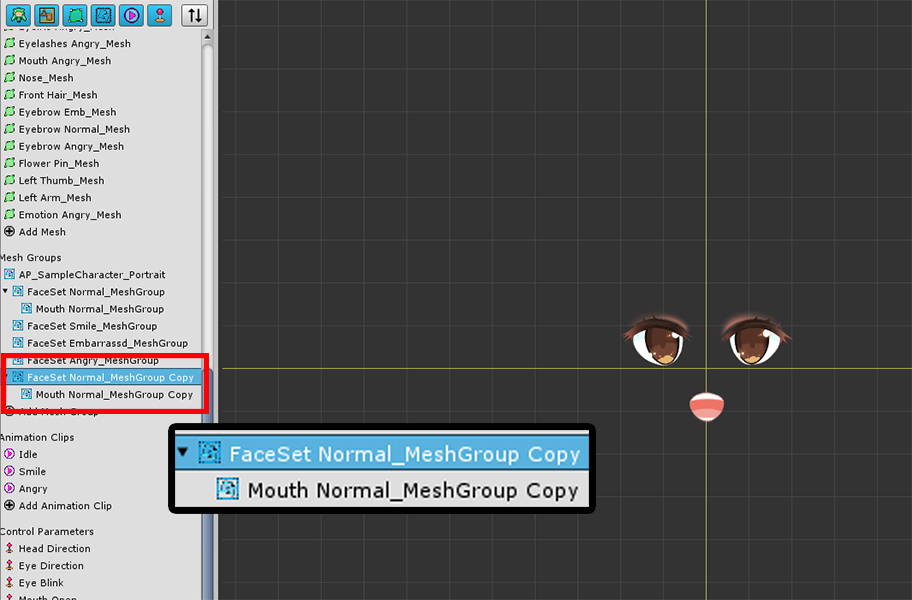 Eyelashes Angry_Mesh
Mouth Angry_Mesh
Nose_Mesh
Front Hair_Mesh
Eyebrow Emb_Mesh
Eyebrow Normal_Mesh
Eyebrow Angry_Mesh
Flower Pin_Mesh
Left Thumb_Mesh
Left Arm_Mesh
Emotion Angry_Mesh
Add Mesh
Mesh Groups
AP_SampleCharacter_Portrait
FaceSet Normal_MeshGroup
Mouth Normal_MeshGroup
FaceSet Smile_MeshGroup
FaceSet Embarrassd_MeshGroup
FaceSet Angry_MeshGroup
FaceSet Normal_MeshGroup Copy
Mouth Normal_MeshGroup Copy
Add Mesh Group
Animation Clips
Idle
Smile
Angry
Add Animation Clip
Control Parameters
Head Direction
Eye Direction
Eye Blink
Mouth Open
FaceSet Normal_MeshGroup Copy
Mouth Normal_MeshGroup Copy